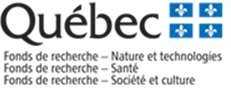 Québec
Fonds de recherche – Nature et technologies
Fonds de recherche – Santé
Fonds de recherche – Société et culture